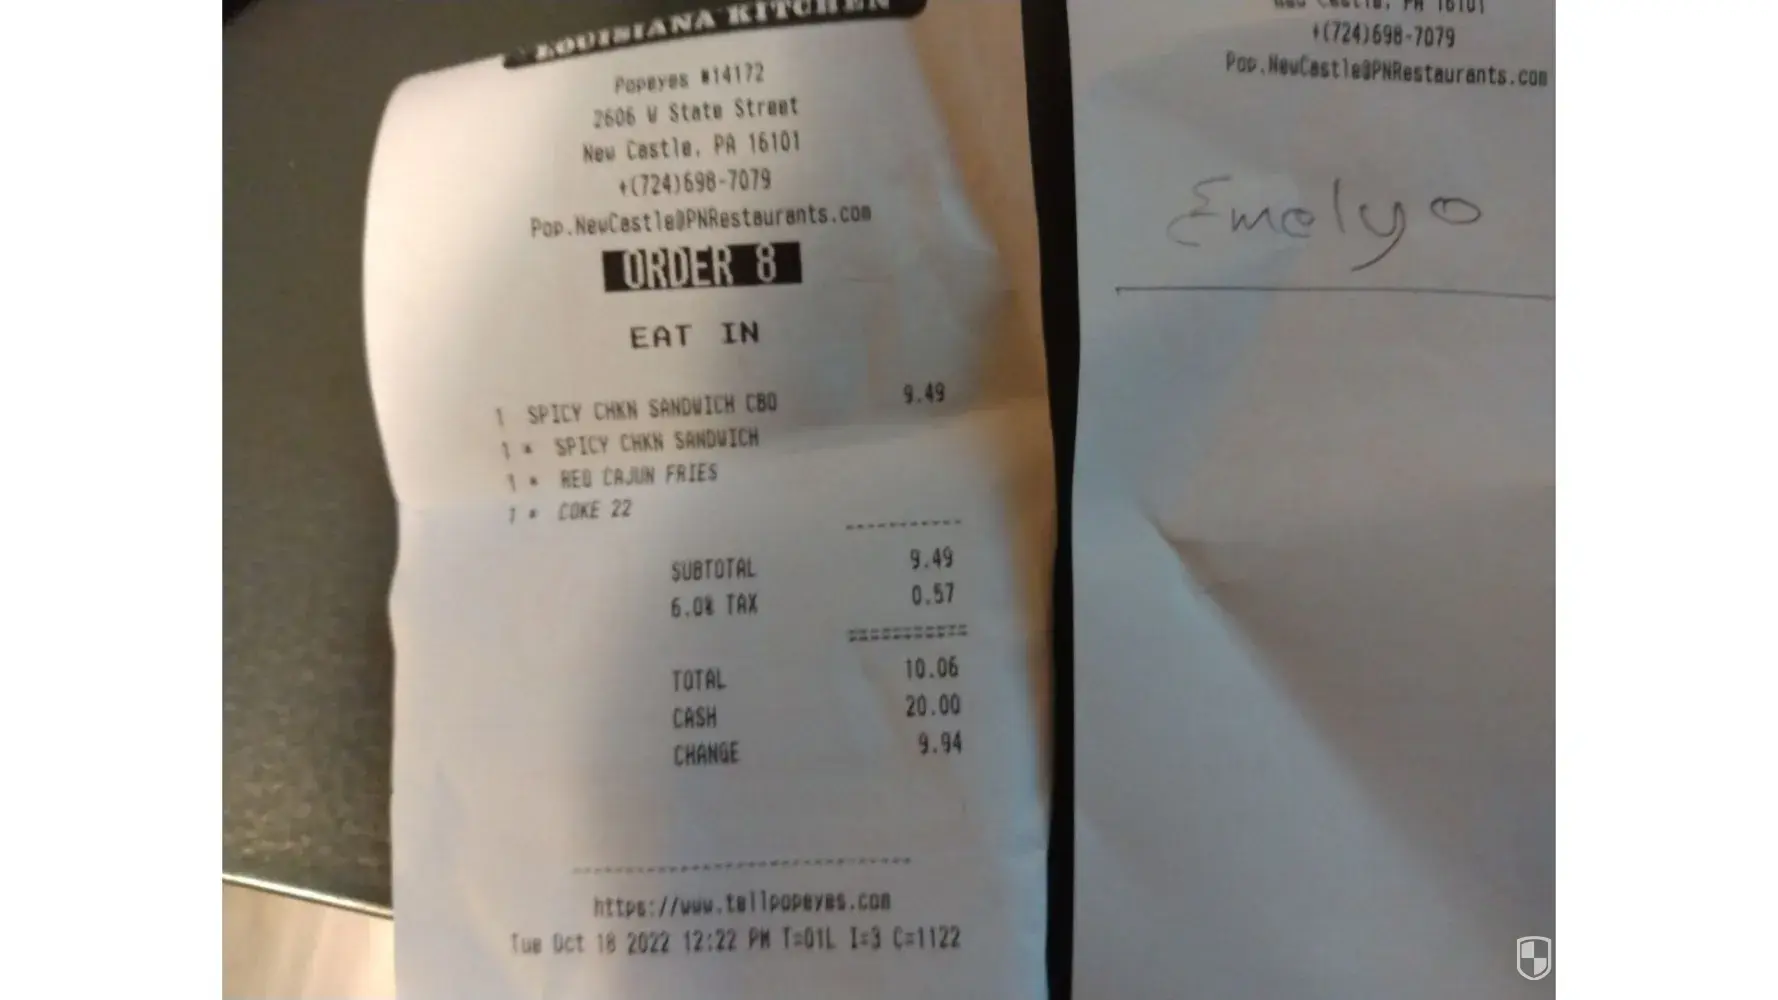 LOUISIANA KITCHEN
Popeyes #14172
2606 W State Street
New Castle, PA 16101
+(724)698-7079
Pop.NewCastle@PNRestaurants.com
ORDER 8
EAT IN
1 SPICY CHKN SANDWICH CBO 9.49
1 * SPICY CHKN SANDWICH
1 * REG CAJUN FRIES
1 * COKE 22
SUBTOTAL 9.49
6.0% TAX 0.57
TOTAL 10.06
CASH 20.00
CHANGE 9.94
https://www.tellpopeyes.com
Tue Oct 18 2022 12:22 PM T=01L I=3 C=1122
PA 16101
+(724)698-7079
Pop.NewCastle@PNRestaurants.com